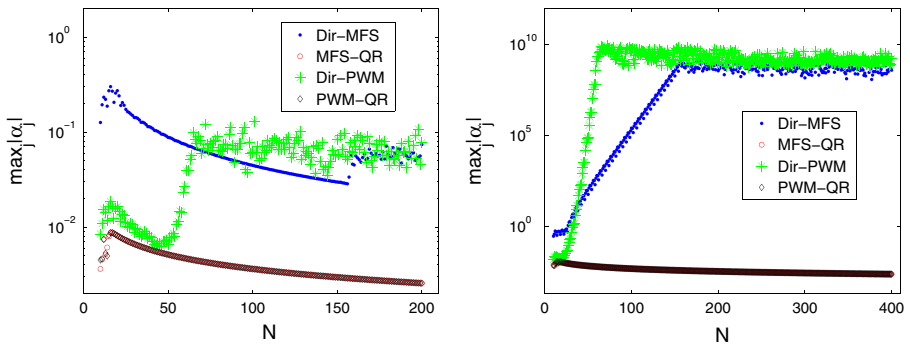 10^0
10^-1
10^-2
max_j|α_j|
0 50 100 150 200
N
Dir−MFS
MFS−QR
Dir−PWM
PWM−QR
10^10
10^5
10^0
max_j|α_j|
0 100 200 300 400
N
Dir−MFS
MFS−QR
Dir−PWM
PWM−QR